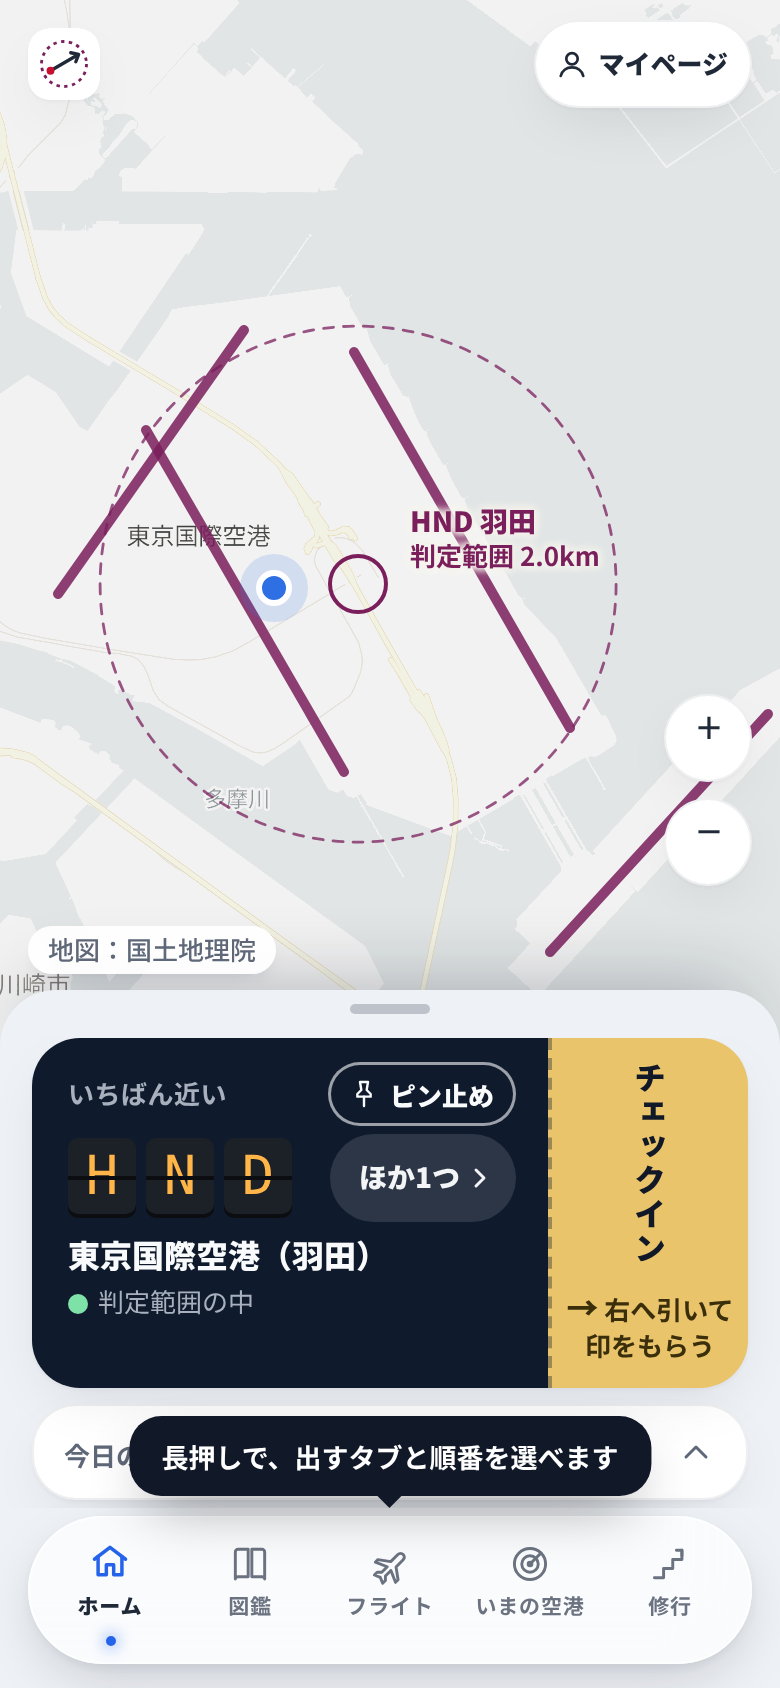 マイページ
東京国際空港
HND 羽田
判定範囲 2.0km
多摩川
+
−
地図：国土地理院
川崎市
いちばん近い
ピン止め
HND
ほか1つ
東京国際空港（羽田）
判定範囲の中
チェックイン
→ 右へ引いて
印をもらう
今日の
長押しで、出すタブと順番を選べます
ホーム
図鑑
フライト
いまの空港
修行